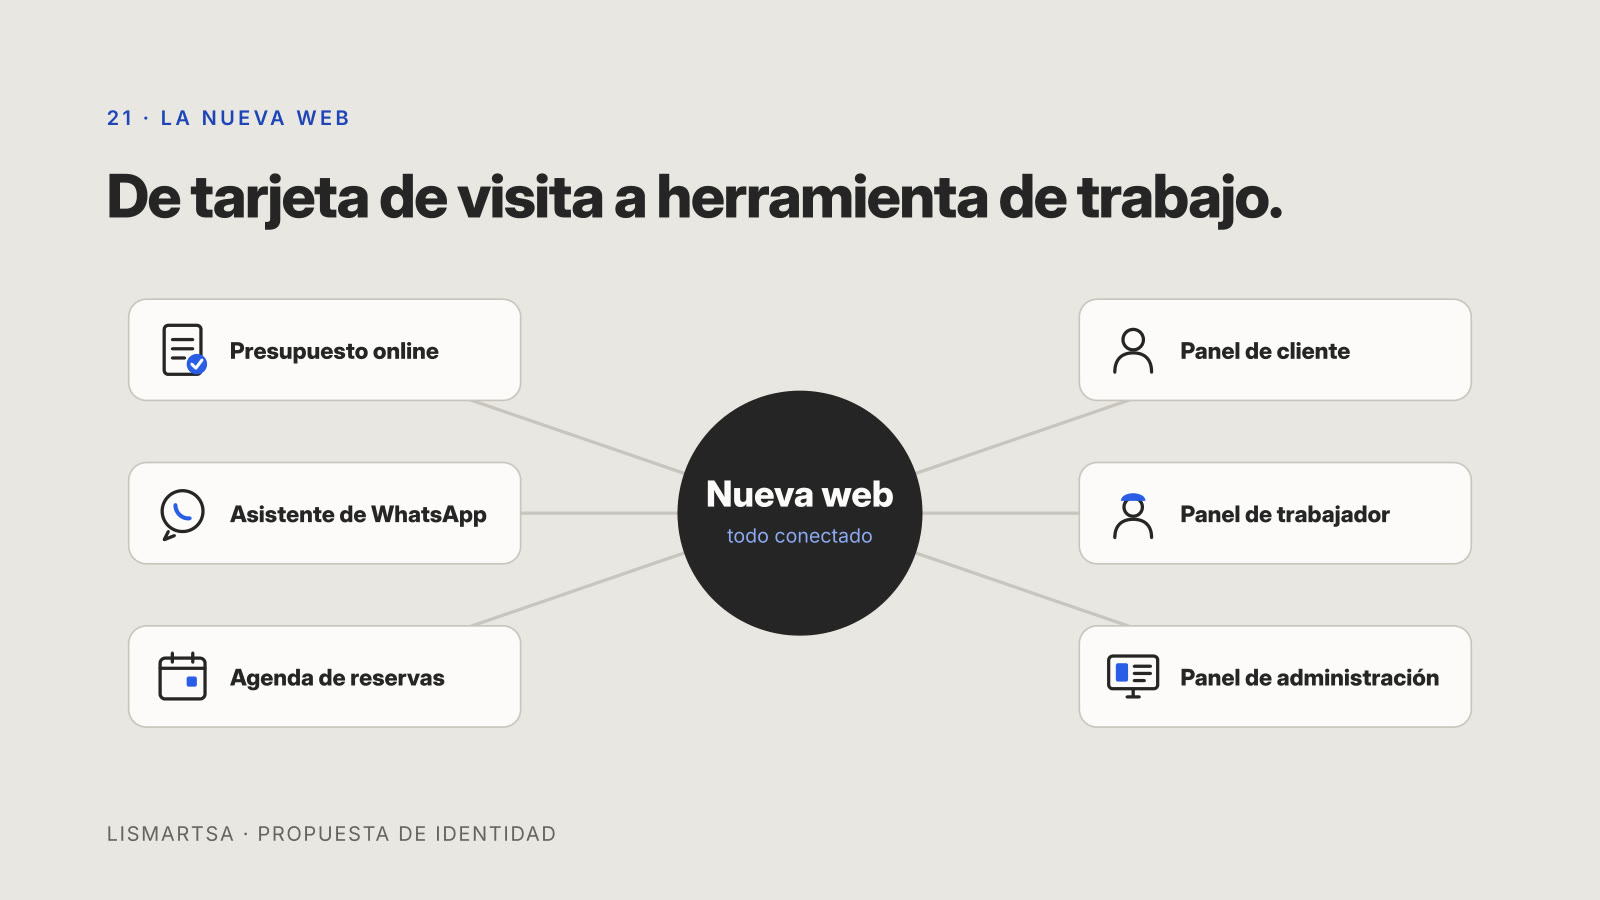 21 · LA NUEVA WEB
De tarjeta de visita a herramienta de trabajo.
Presupuesto online
Asistente de WhatsApp
Agenda de reservas
Nueva web
todo conectado
Panel de cliente
Panel de trabajador
Panel de administración
LISMARTSA · PROPUESTA DE IDENTIDAD